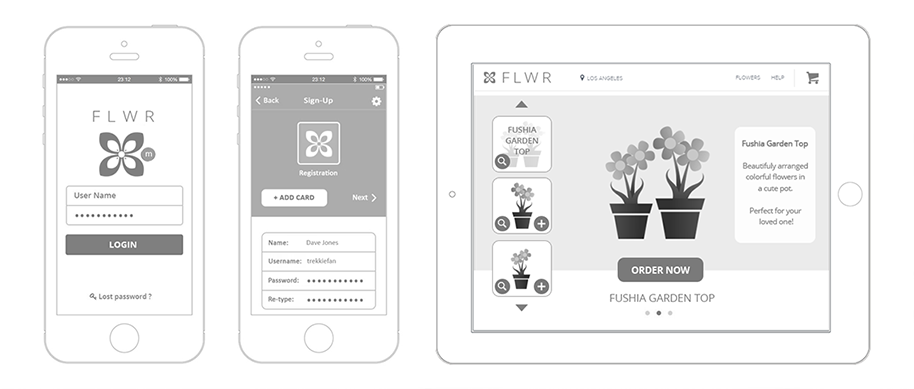 23:12 100%
FLWR
m
User Name
LOGIN
Lost password ?
23:12 100%
Back Sign-Up
Registration
+ ADD CARD Next
Name: Dave Jones
Username: trekkiefan
Password:
Re-type:
FLWR LOS ANGELES FLOWERS HELP
FUSHIA
GARDEN
TOP
Fushia Garden Top
Beautifuly arranged
colorful flowers in
a cute pot.
Perfect for your
loved one!
ORDER NOW
FUSHIA GARDEN TOP